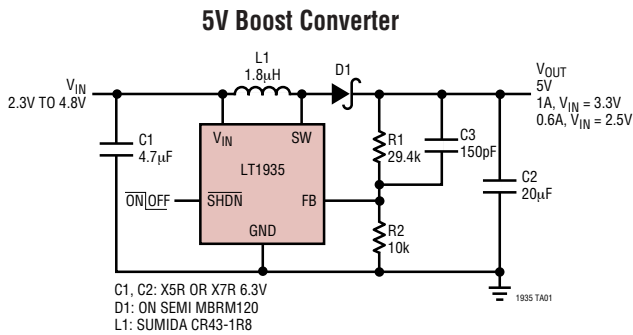 5V Boost Converter
L1
1.8µH
D1
VIN
2.3V TO 4.8V
VOUT
5V
1A, VIN = 3.3V
0.6A, VIN = 2.5V
C1
4.7µF
VIN
SW
LT1935
R1
29.4k
C3
150pF
C2
20µF
ON OFF
SHDN
FB
GND
R2
10k
C1, C2: X5R OR X7R 6.3V
D1: ON SEMI MBRM120
L1: SUMIDA CR43-1R8
1935 TA01